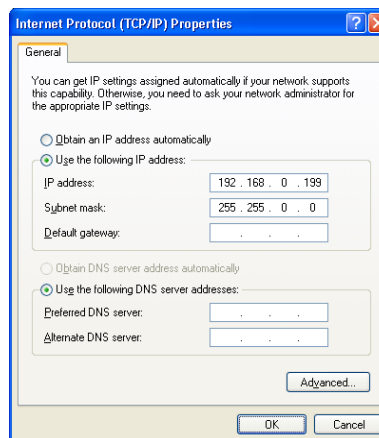 Internet Protocol (TCP/IP) Properties
General
You can get IP settings assigned automatically if your network supports
this capability. Otherwise, you need to ask your network administrator for
the appropriate IP settings.
Obtain an IP address automatically
Use the following IP address:
IP address: 192 . 168 . 0 . 199
Subnet mask: 255 . 255 . 0 . 0
Default gateway: . . .
Obtain DNS server address automatically
Use the following DNS server addresses:
Preferred DNS server: . . .
Alternate DNS server: . . .
Advanced...
OK Cancel